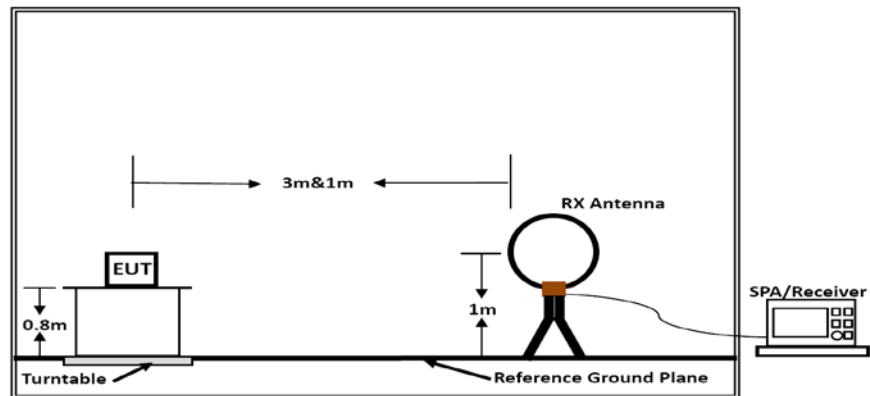 3m&1m
RX Antenna
EUT
SPA/Receiver
0.8m
1m
Turntable
Reference Ground Plane